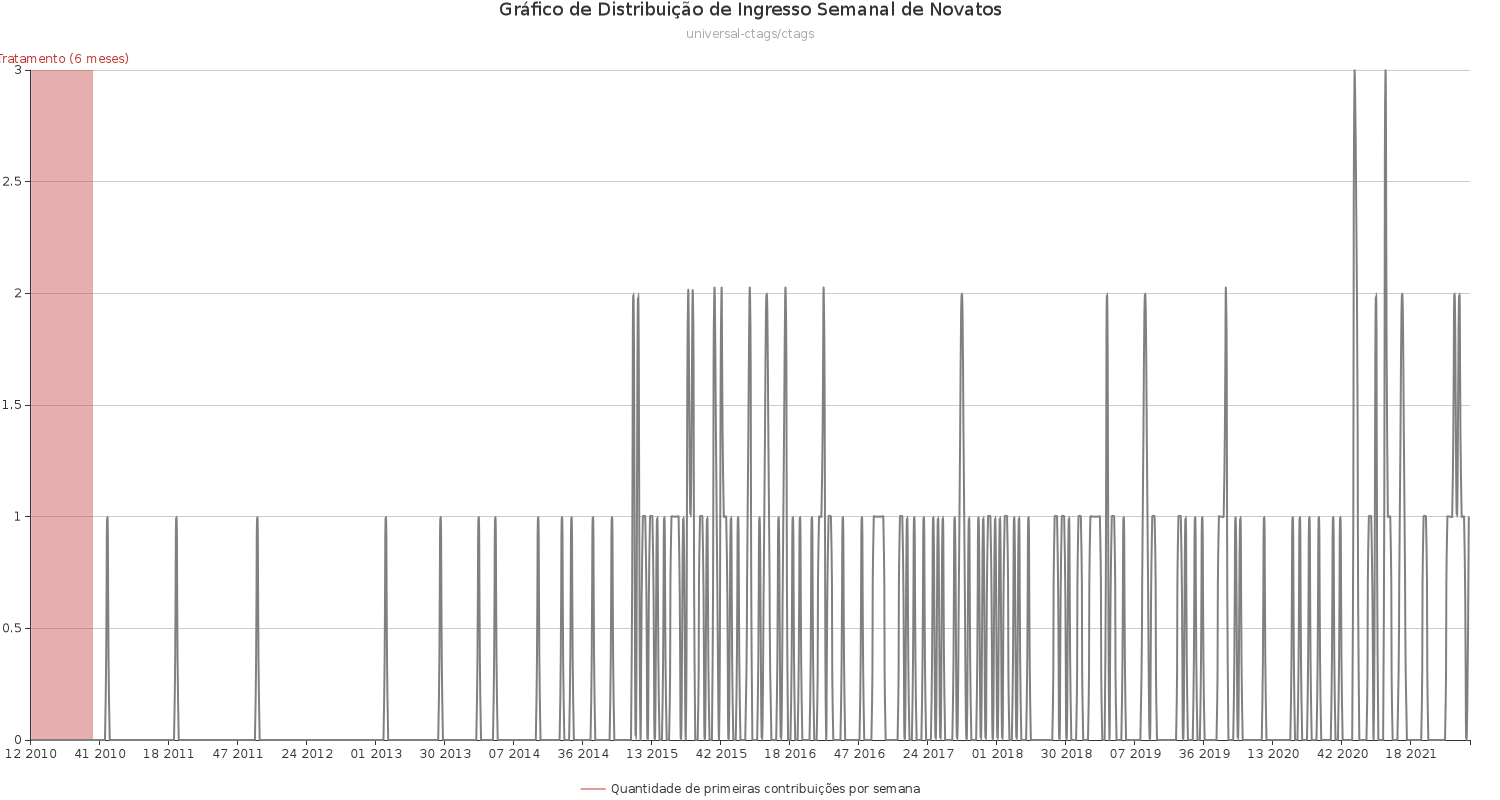 Gráfico de Distribuição de Ingresso Semanal de Novatos
universal-ctags/ctags
Tratamento (6 meses)
3
2.5
2
1.5
1
0.5
0
12 2010 41 2010 18 2011 47 2011 24 2012 01 2013 30 2013 07 2014 36 2014 13 2015 42 2015 18 2016 47 2016 24 2017 01 2018 30 2018 07 2019 36 2019 13 2020 42 2020 18 2021
Quantidade de primeiras contribuições por semana